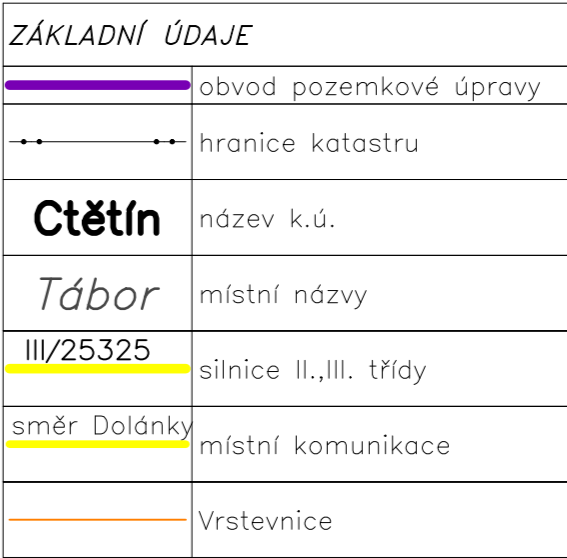 ZÁKLADNÍ ÚDAJE
obvod pozemkové úpravy
hranice katastru
Ctětín
název k.ú.
Tábor
místní názvy
III/25325
silnice II.,III. třídy
směr Dolánky
místní komunikace
Vrstevnice